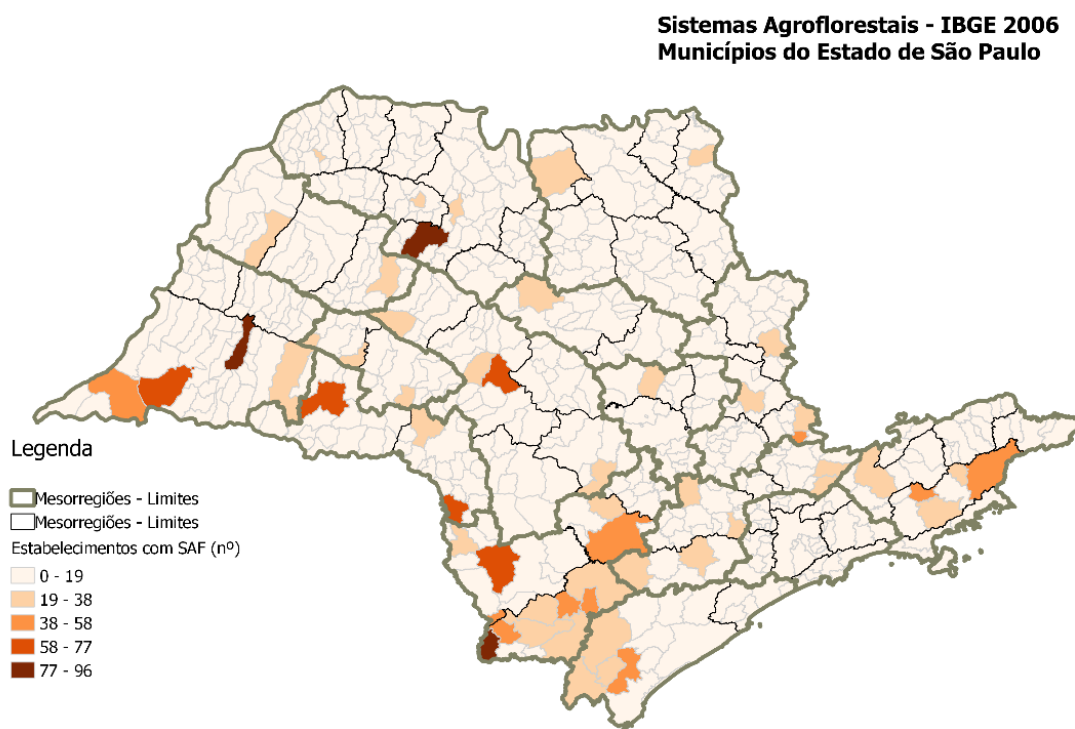 Sistemas Agroflorestais - IBGE 2006
Municípios do Estado de São Paulo
Legenda
Mesorregiões - Limites
Mesorregiões - Limites
Estabelecimentos com SAF (nº)
0 - 19
19 - 38
38 - 58
58 - 77
77 - 96